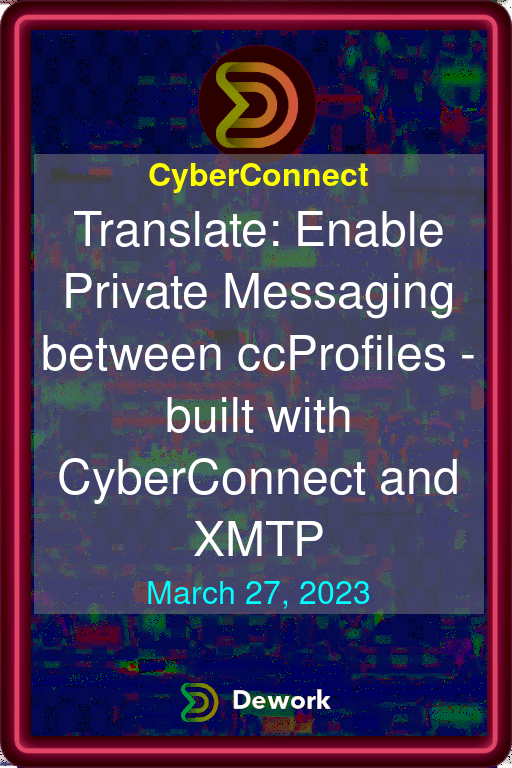 CyberConnect
Translate: Enable
Private Messaging
between ccProfiles -
built with
CyberConnect and
XMTP
March 27, 2023
Dework